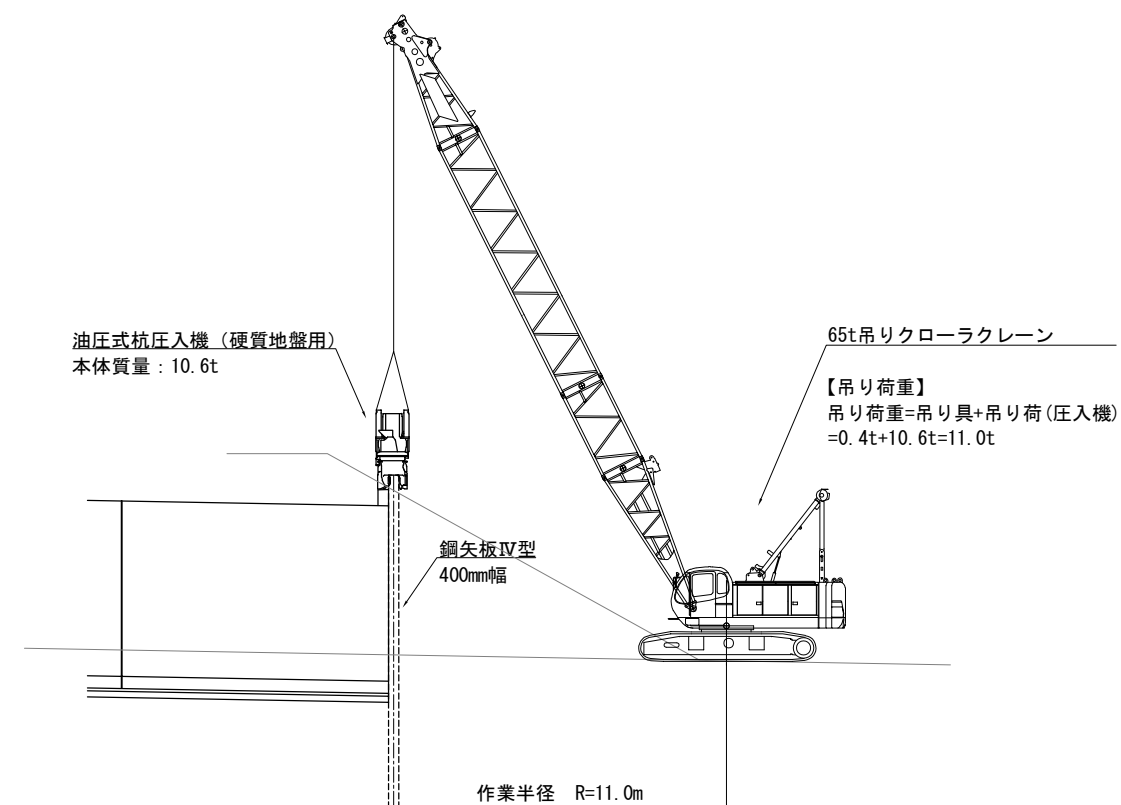 油圧式杭圧入機（硬質地盤用）
本体質量：10.6t
65t吊りクローラクレーン
【吊り荷重】
吊り荷重=吊り具+吊り荷(圧入機)
=0.4t+10.6t=11.0t
鋼矢板Ⅳ型
400mm幅
作業半径　R=11.0m